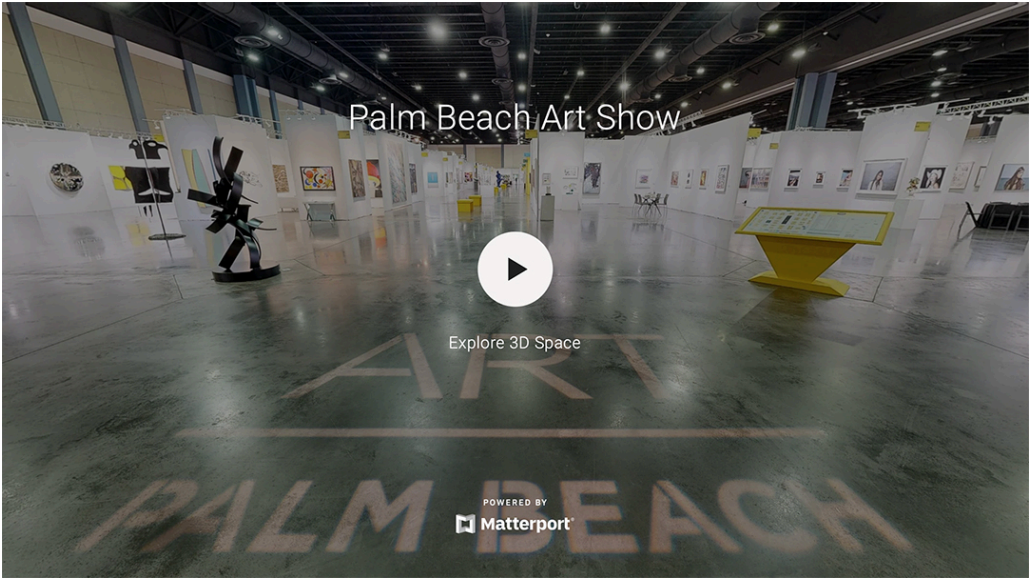 Palm Beach Art Show
Explore 3D Space
ART
PALM BEACH
POWERED BY
Matterport